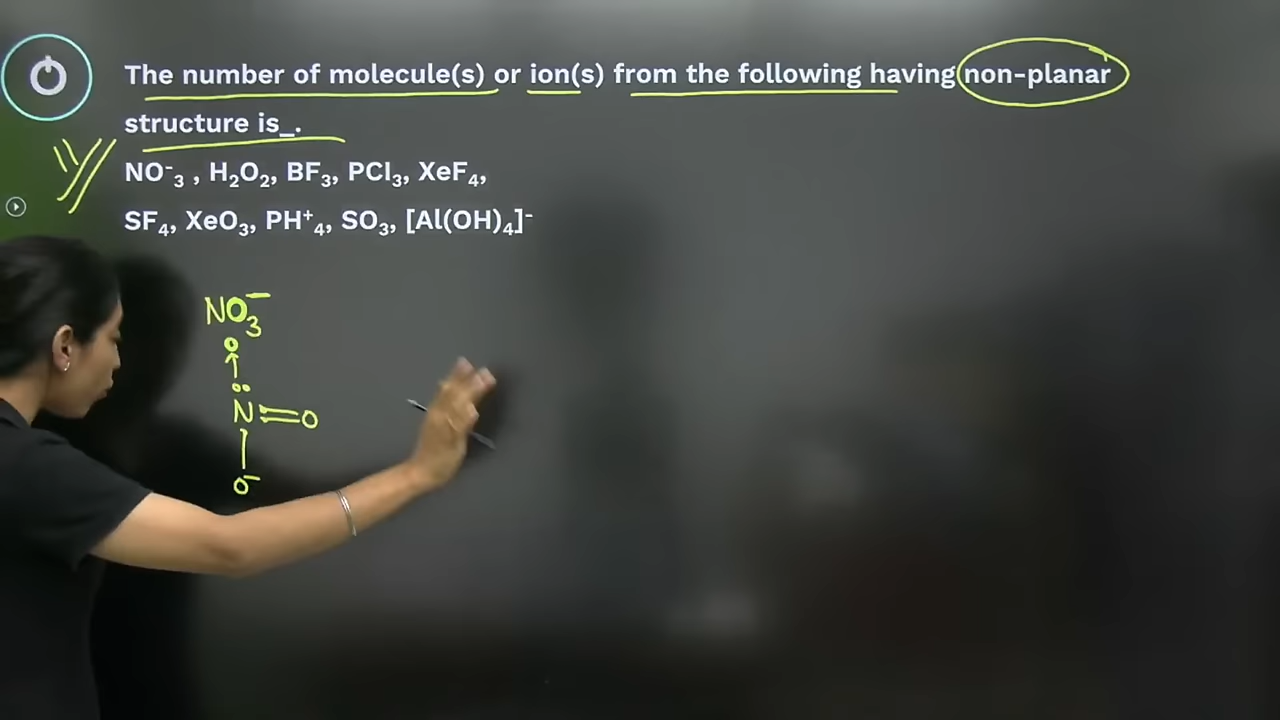 The number of molecule(s) or ion(s) from the following having non-planar
structure is_.
NO⁻₃ , H₂O₂, BF₃, PCl₃, XeF₄,
SF₄, XeO₃, PH⁺₄, SO₃, [Al(OH)₄]⁻
NO₃⁻
O
N=O
O⁻